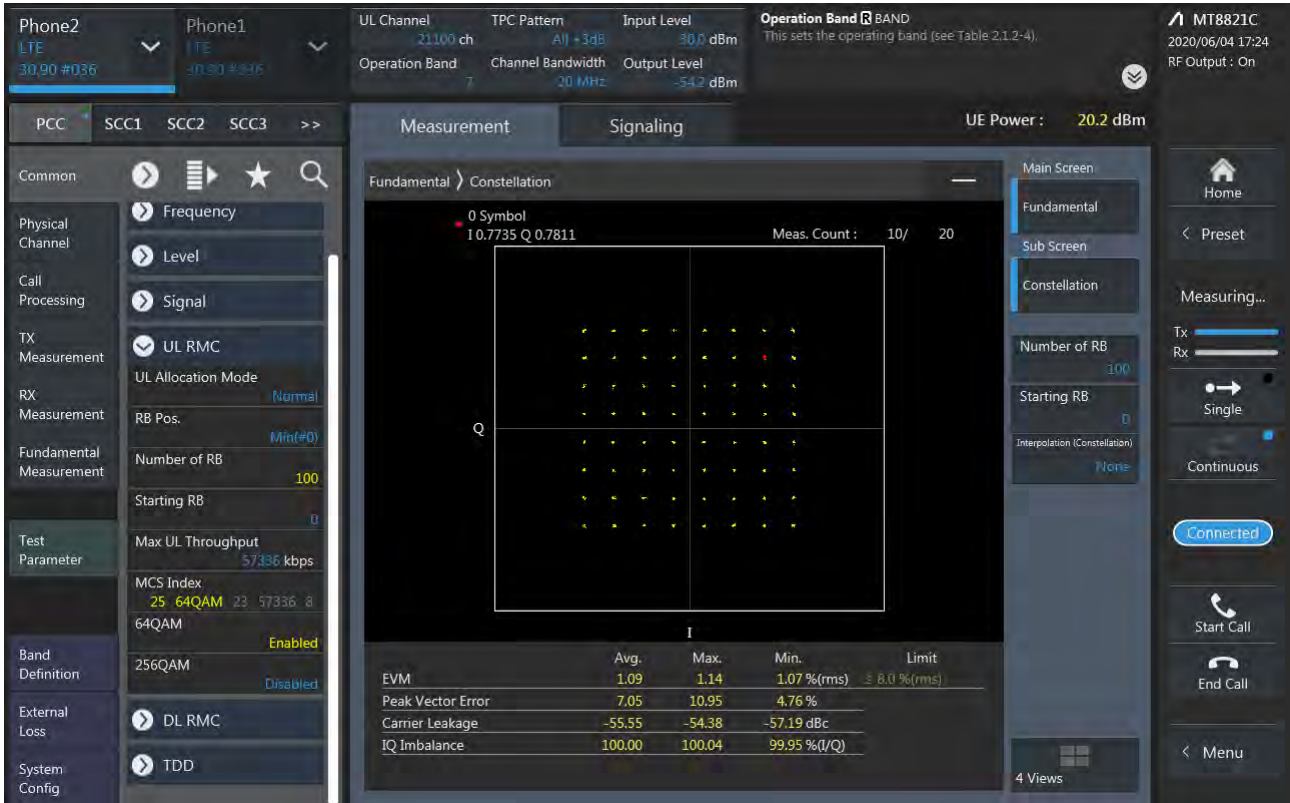 Phone2
LTE
30.90 #036
Phone1
LTE
UL Channel
21100 ch
TPC Pattern
All +3dB
Input Level
30.0 dBm
Operation Band
7
Channel Bandwidth
20 MHz
Output Level
-54.2 dBm
Operation Band R BAND
This sets the operating band (see Table 2.1.2-4).
MT8821C
2020/06/04 17:24
RF Output : On
PCC SCC1 SCC2 SCC3 >>
Measurement
Signaling
UE Power : 20.2 dBm
Common
Physical
Channel
Call
Processing
TX
Measurement
RX
Measurement
Fundamental
Measurement
Test
Parameter
Band
Definition
External
Loss
System
Config
Frequency
Level
Signal
UL RMC
UL Allocation Mode
Normal
RB Pos.
Min(#0)
Number of RB
100
Starting RB
0
Max UL Throughput
57336 kbps
MCS Index
25 64QAM 23 57336 8
64QAM
Enabled
256QAM
Disabled
DL RMC
TDD
Fundamental 〉 Constellation
0 Symbol
I 0.7735 Q 0.7811
Meas. Count : 10/ 20
Q
I
Avg. Max. Min. Limit
EVM 1.09 1.14 1.07 %(rms) ≤ 8.0 %(rms)
Peak Vector Error 7.05 10.95 4.76 %
Carrier Leakage -55.55 -54.38 -57.19 dBc
IQ Imbalance 100.00 100.04 99.95 %(I/Q)
Main Screen
Fundamental
Sub Screen
Constellation
Number of RB
100
Starting RB
0
Interpolation (Constellation)
None
4 Views
Home
< Preset
Measuring...
Tx
Rx
Single
Continuous
Connected
Start Call
End Call
< Menu